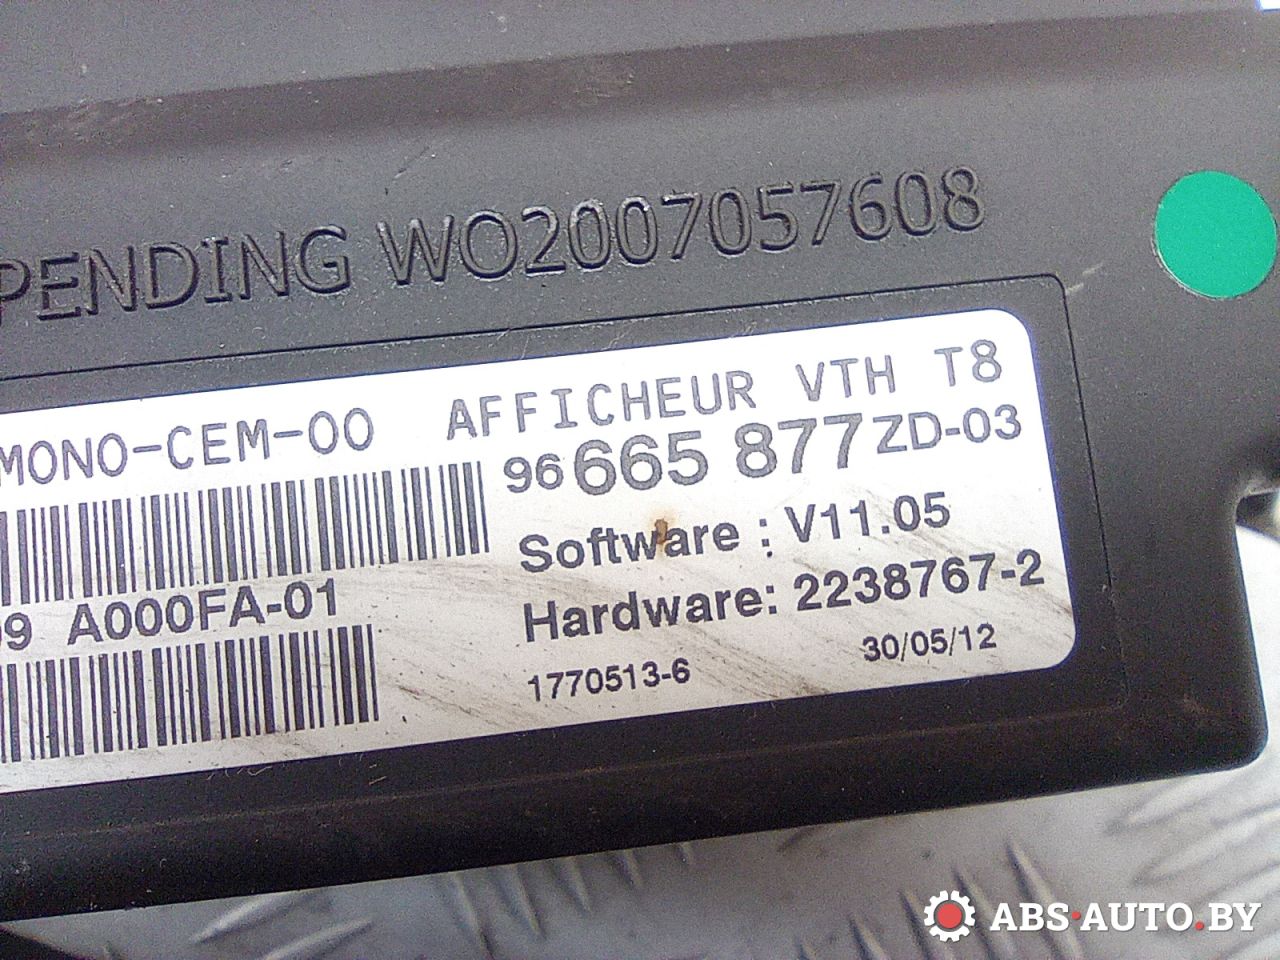 PENDING WO2007057608
MONO-CEM-00 AFFICHEUR VTH T8
96 665 877 ZD-03
Software : V11.05
A000FA-01 Hardware: 2238767-2
1770513-6 30/05/12
ABS·AUTO.BY